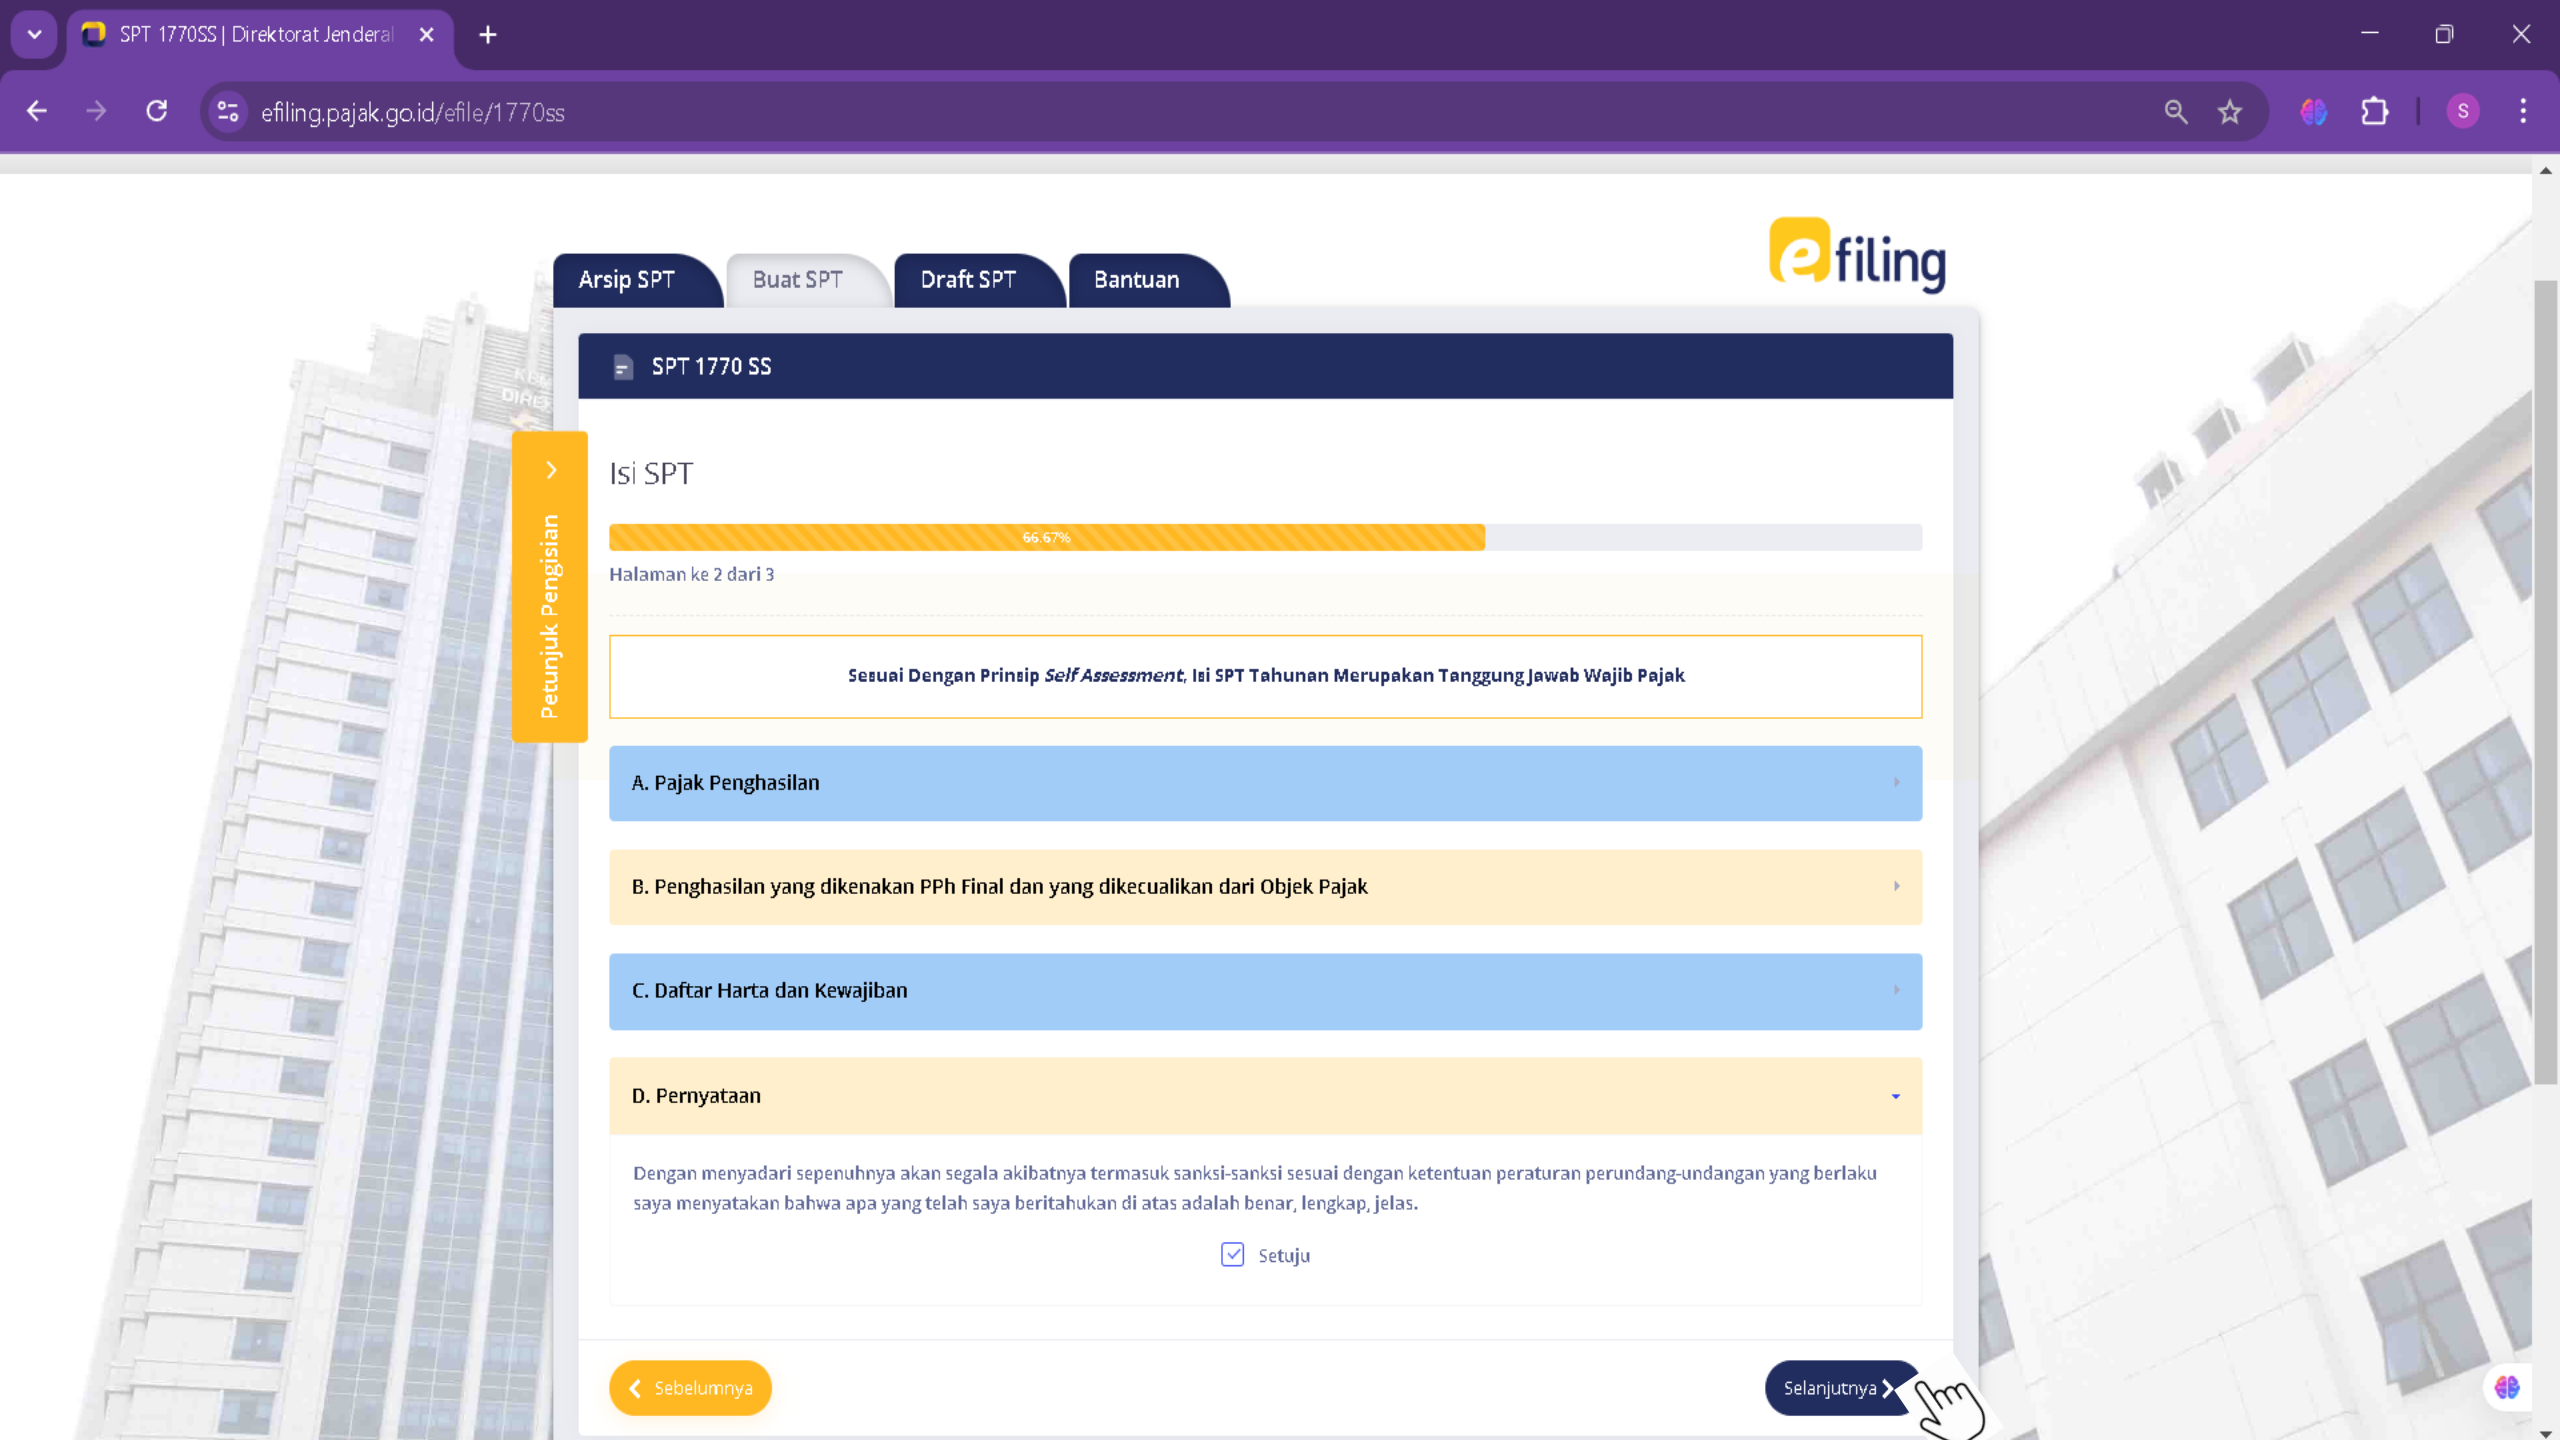 SPT 1770SS | Direktorat Jenderal
efiling.pajak.go.id/efile/1770ss
S
Arsip SPT
Buat SPT
Draft SPT
Bantuan
efiling
SPT 1770 SS
Petunjuk Pengisian
Isi SPT
66.67%
Halaman ke 2 dari 3
Sesuai Dengan Prinsip Self Assessment, Isi SPT Tahunan Merupakan Tanggung Jawab Wajib Pajak
A. Pajak Penghasilan
B. Penghasilan yang dikenakan PPh Final dan yang dikecualikan dari Objek Pajak
C. Daftar Harta dan Kewajiban
D. Pernyataan
Dengan menyadari sepenuhnya akan segala akibatnya termasuk sanksi-sanksi sesuai dengan ketentuan peraturan perundang-undangan yang berlaku
saya menyatakan bahwa apa yang telah saya beritahukan di atas adalah benar, lengkap, jelas.
Setuju
Sebelumnya
Selanjutnya